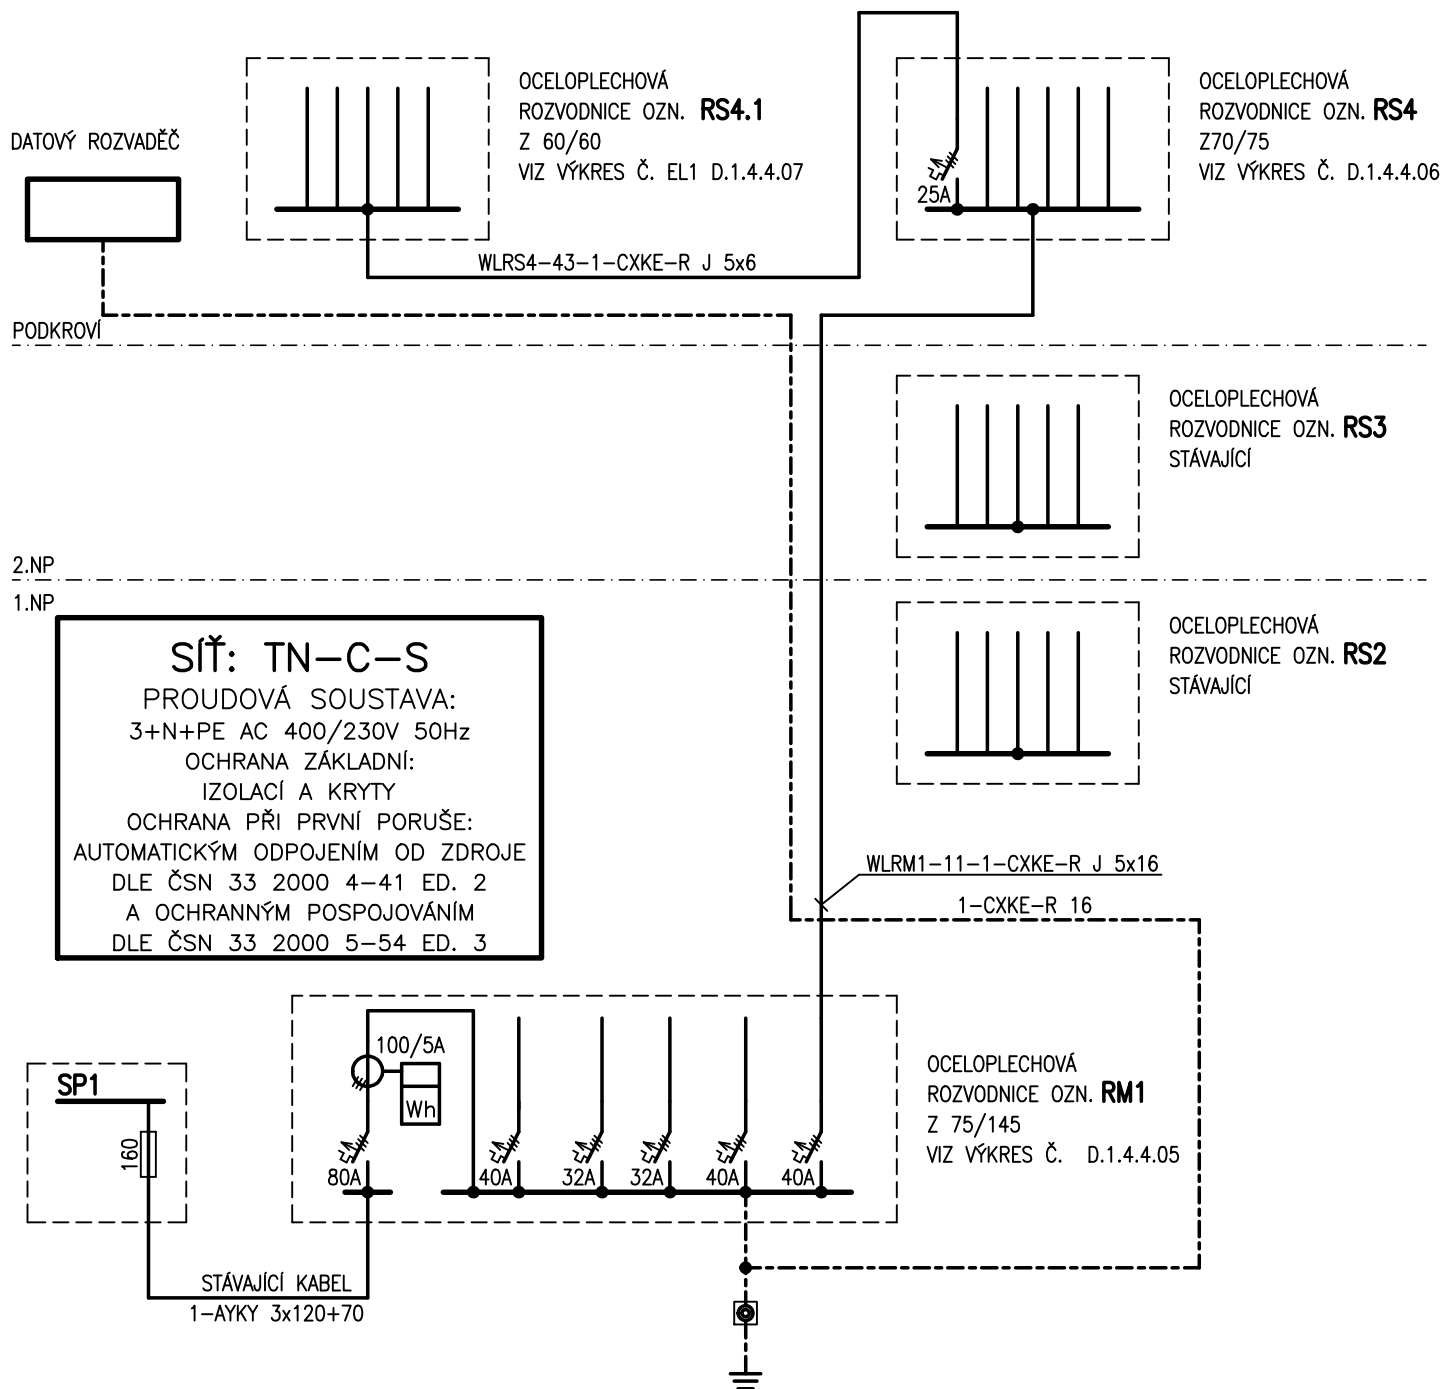 OCELOPLECHOVÁ
ROZVODNICE OZN. RS4.1
Z 60/60
VIZ VÝKRES Č. EL1 D.1.4.4.07
OCELOPLECHOVÁ
ROZVODNICE OZN. RS4
Z70/75
VIZ VÝKRES Č. D.1.4.4.06
DATOVÝ ROZVADĚČ
25A
WLRS4-43-1-CXKE-R J 5x6
PODKROVÍ
OCELOPLECHOVÁ
ROZVODNICE OZN. RS3
STÁVAJÍCÍ
2.NP
1.NP
OCELOPLECHOVÁ
ROZVODNICE OZN. RS2
STÁVAJÍCÍ
SÍŤ: TN-C-S
PROUDOVÁ SOUSTAVA:
3+N+PE AC 400/230V 50Hz
OCHRANA ZÁKLADNÍ:
IZOLACÍ A KRYTY
OCHRANA PŘI PRVNÍ PORUŠE:
AUTOMATICKÝM ODPOJENÍM OD ZDROJE
DLE ČSN 33 2000 4-41 ED. 2
A OCHRANNÝM POSPOJOVÁNÍM
DLE ČSN 33 2000 5-54 ED. 3
WLRM1-11-1-CXKE-R J 5x16
1-CXKE-R 16
100/5A
Wh
SP1
160
80A
40A
32A
32A
40A
40A
OCELOPLECHOVÁ
ROZVODNICE OZN. RM1
Z 75/145
VIZ VÝKRES Č. D.1.4.4.05
STÁVAJÍCÍ KABEL
1-AYKY 3x120+70